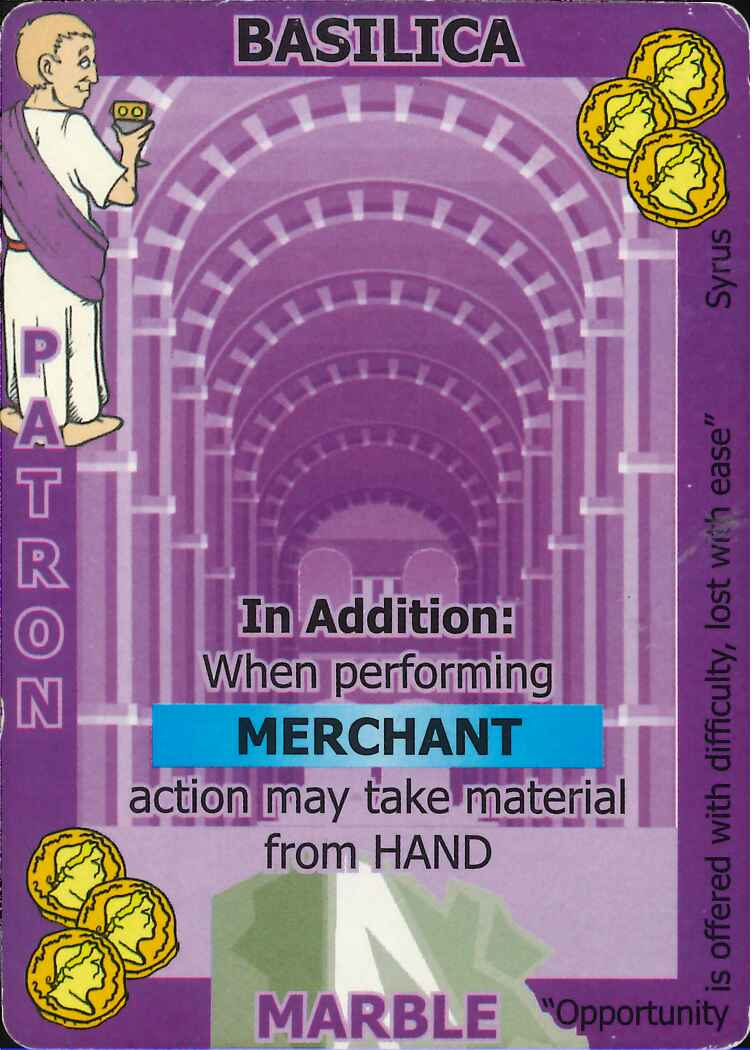 BASILICA
PATRON
In Addition:
When performing
MERCHANT
action may take material
from HAND
MARBLE
"Opportunity
is offered with difficulty, lost with ease"
Syrus